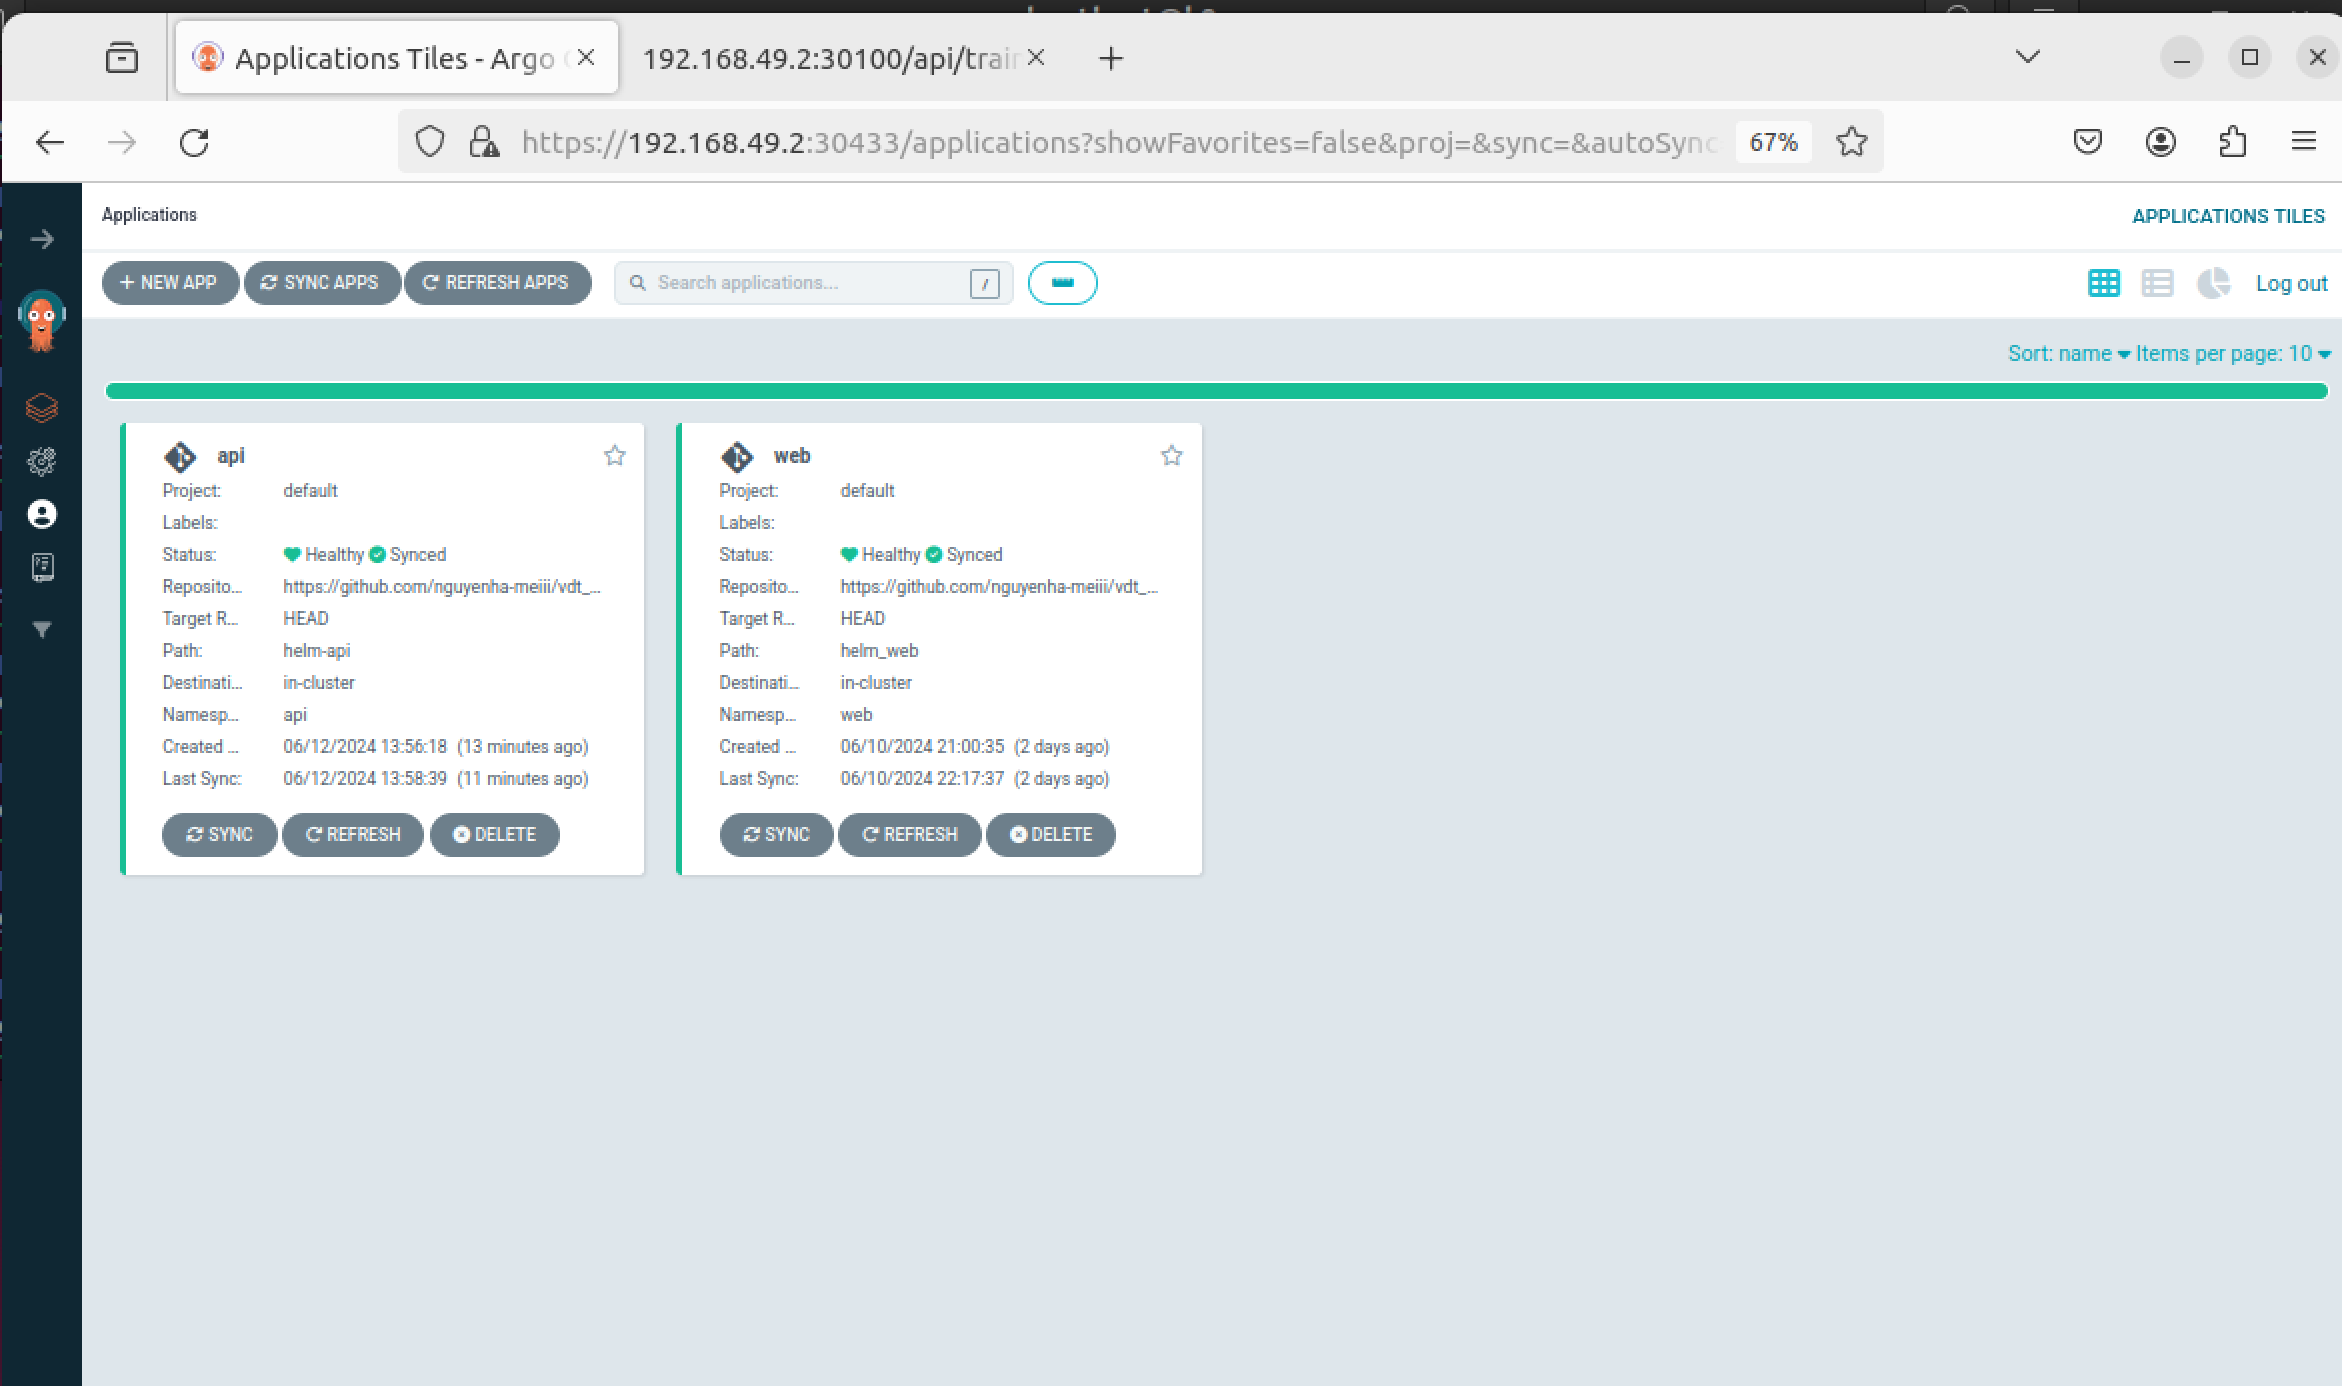 Applications Tiles - Argo
192.168.49.2:30100/api/train
https://192.168.49.2:30433/applications?showFavorites=false&proj=&sync=&autoSync
67%
Applications
APPLICATIONS TILES
NEW APP
SYNC APPS
REFRESH APPS
Search applications...
/
Log out
Sort: name
Items per page: 10
api
Project: default
Labels:
Status: Healthy Synced
Reposito... https://github.com/nguyenha-meiii/vdt_...
Target R... HEAD
Path: helm-api
Destinati... in-cluster
Namesp... api
Created ... 06/12/2024 13:56:18 (13 minutes ago)
Last Sync: 06/12/2024 13:58:39 (11 minutes ago)
SYNC
REFRESH
DELETE
web
Project: default
Labels:
Status: Healthy Synced
Reposito... https://github.com/nguyenha-meiii/vdt_...
Target R... HEAD
Path: helm_web
Destinati... in-cluster
Namesp... web
Created ... 06/10/2024 21:00:35 (2 days ago)
Last Sync: 06/10/2024 22:17:37 (2 days ago)
SYNC
REFRESH
DELETE